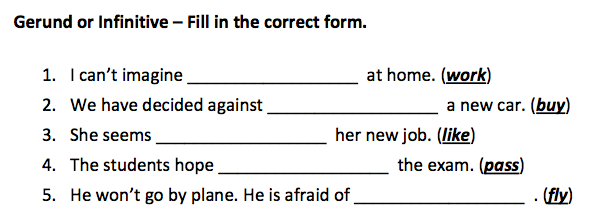 Gerund or Infinitive – Fill in the correct form.
1. I can't imagine ____________________ at home. (work)
2. We have decided against ____________________ a new car. (buy)
3. She seems ____________________ her new job. (like)
4. The students hope ____________________ the exam. (pass)
5. He won't go by plane. He is afraid of ____________________ . (fly)